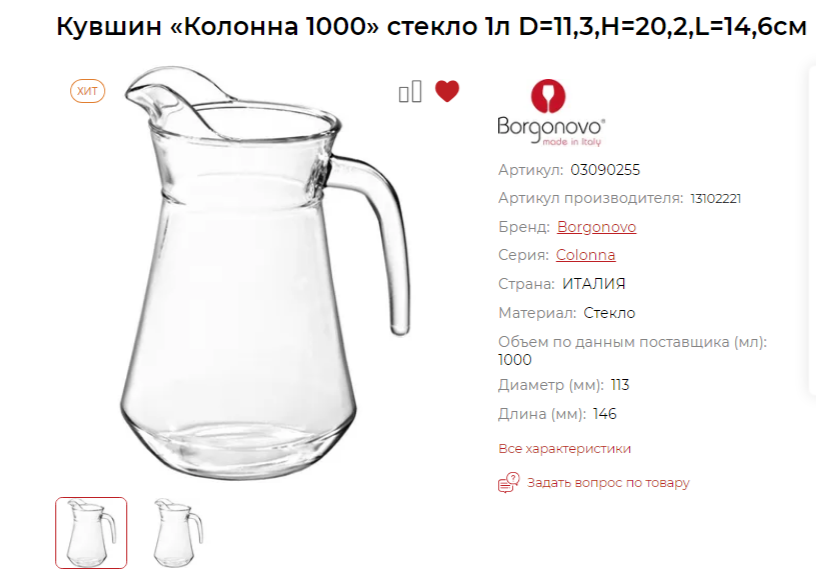 Кувшин «Колонна 1000» стекло 1л D=11,3,H=20,2,L=14,6см
ХИТ
Borgonovo®
made in Italy
Артикул: 03090255
Артикул производителя: 13102221
Бренд: Borgonovo
Серия: Colonna
Страна: ИТАЛИЯ
Материал: Стекло
Объем по данным поставщика (мл):
1000
Диаметр (мм): 113
Длина (мм): 146
Все характеристики
Задать вопрос по товару